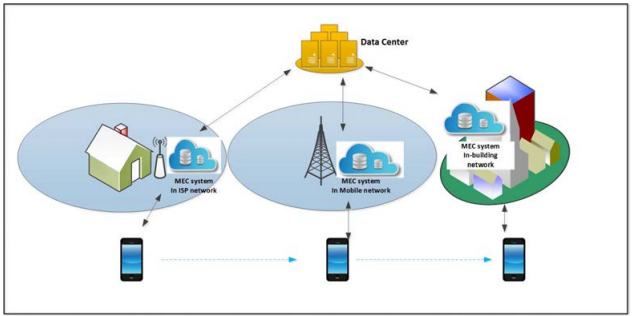 Data Center
MEC system
In ISP network
MEC system
In Mobile network
MEC system
In-building
network